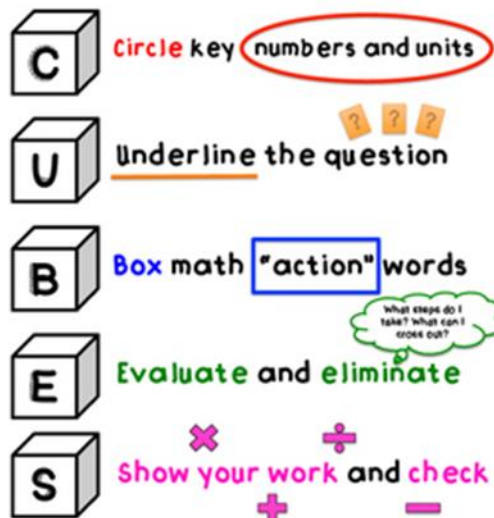 C Circle key numbers and units
? ? ?
U Underline the question
B Box math "action" words
What steps do I
take? What can I
cross out?
E Evaluate and eliminate
× ÷
S Show your work and check
+ −